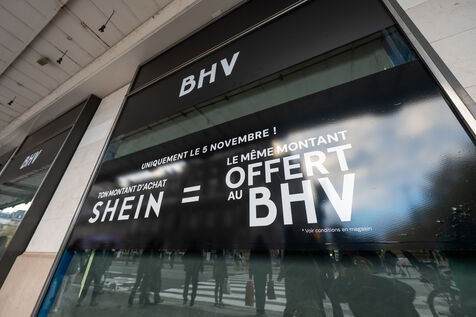 BHV
BHV
UNIQUEMENT LE 5 NOVEMBRE !
TON MONTANT D'ACHAT
SHEIN
=
LE MÊME MONTANT
OFFERT
AU BHV
* Voir conditions en magasin